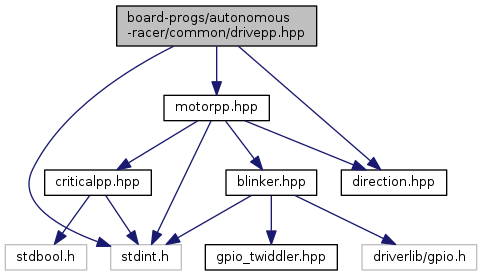 board-progs/autonomous
-racer/common/drivepp.hpp
motorpp.hpp
criticalpp.hpp
blinker.hpp
direction.hpp
stdbool.h
stdint.h
gpio_twiddler.hpp
driverlib/gpio.h